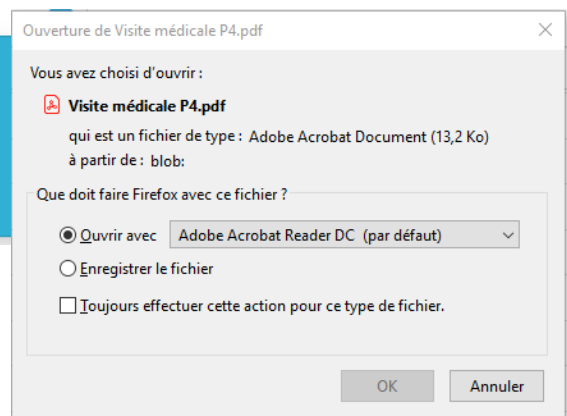 Ouverture de Visite médicale P4.pdf
Vous avez choisi d'ouvrir :
Visite médicale P4.pdf
qui est un fichier de type : Adobe Acrobat Document (13,2 Ko)
à partir de : blob:
Que doit faire Firefox avec ce fichier ?
Ouvrir avec Adobe Acrobat Reader DC (par défaut)
Enregistrer le fichier
Toujours effectuer cette action pour ce type de fichier.
OK Annuler